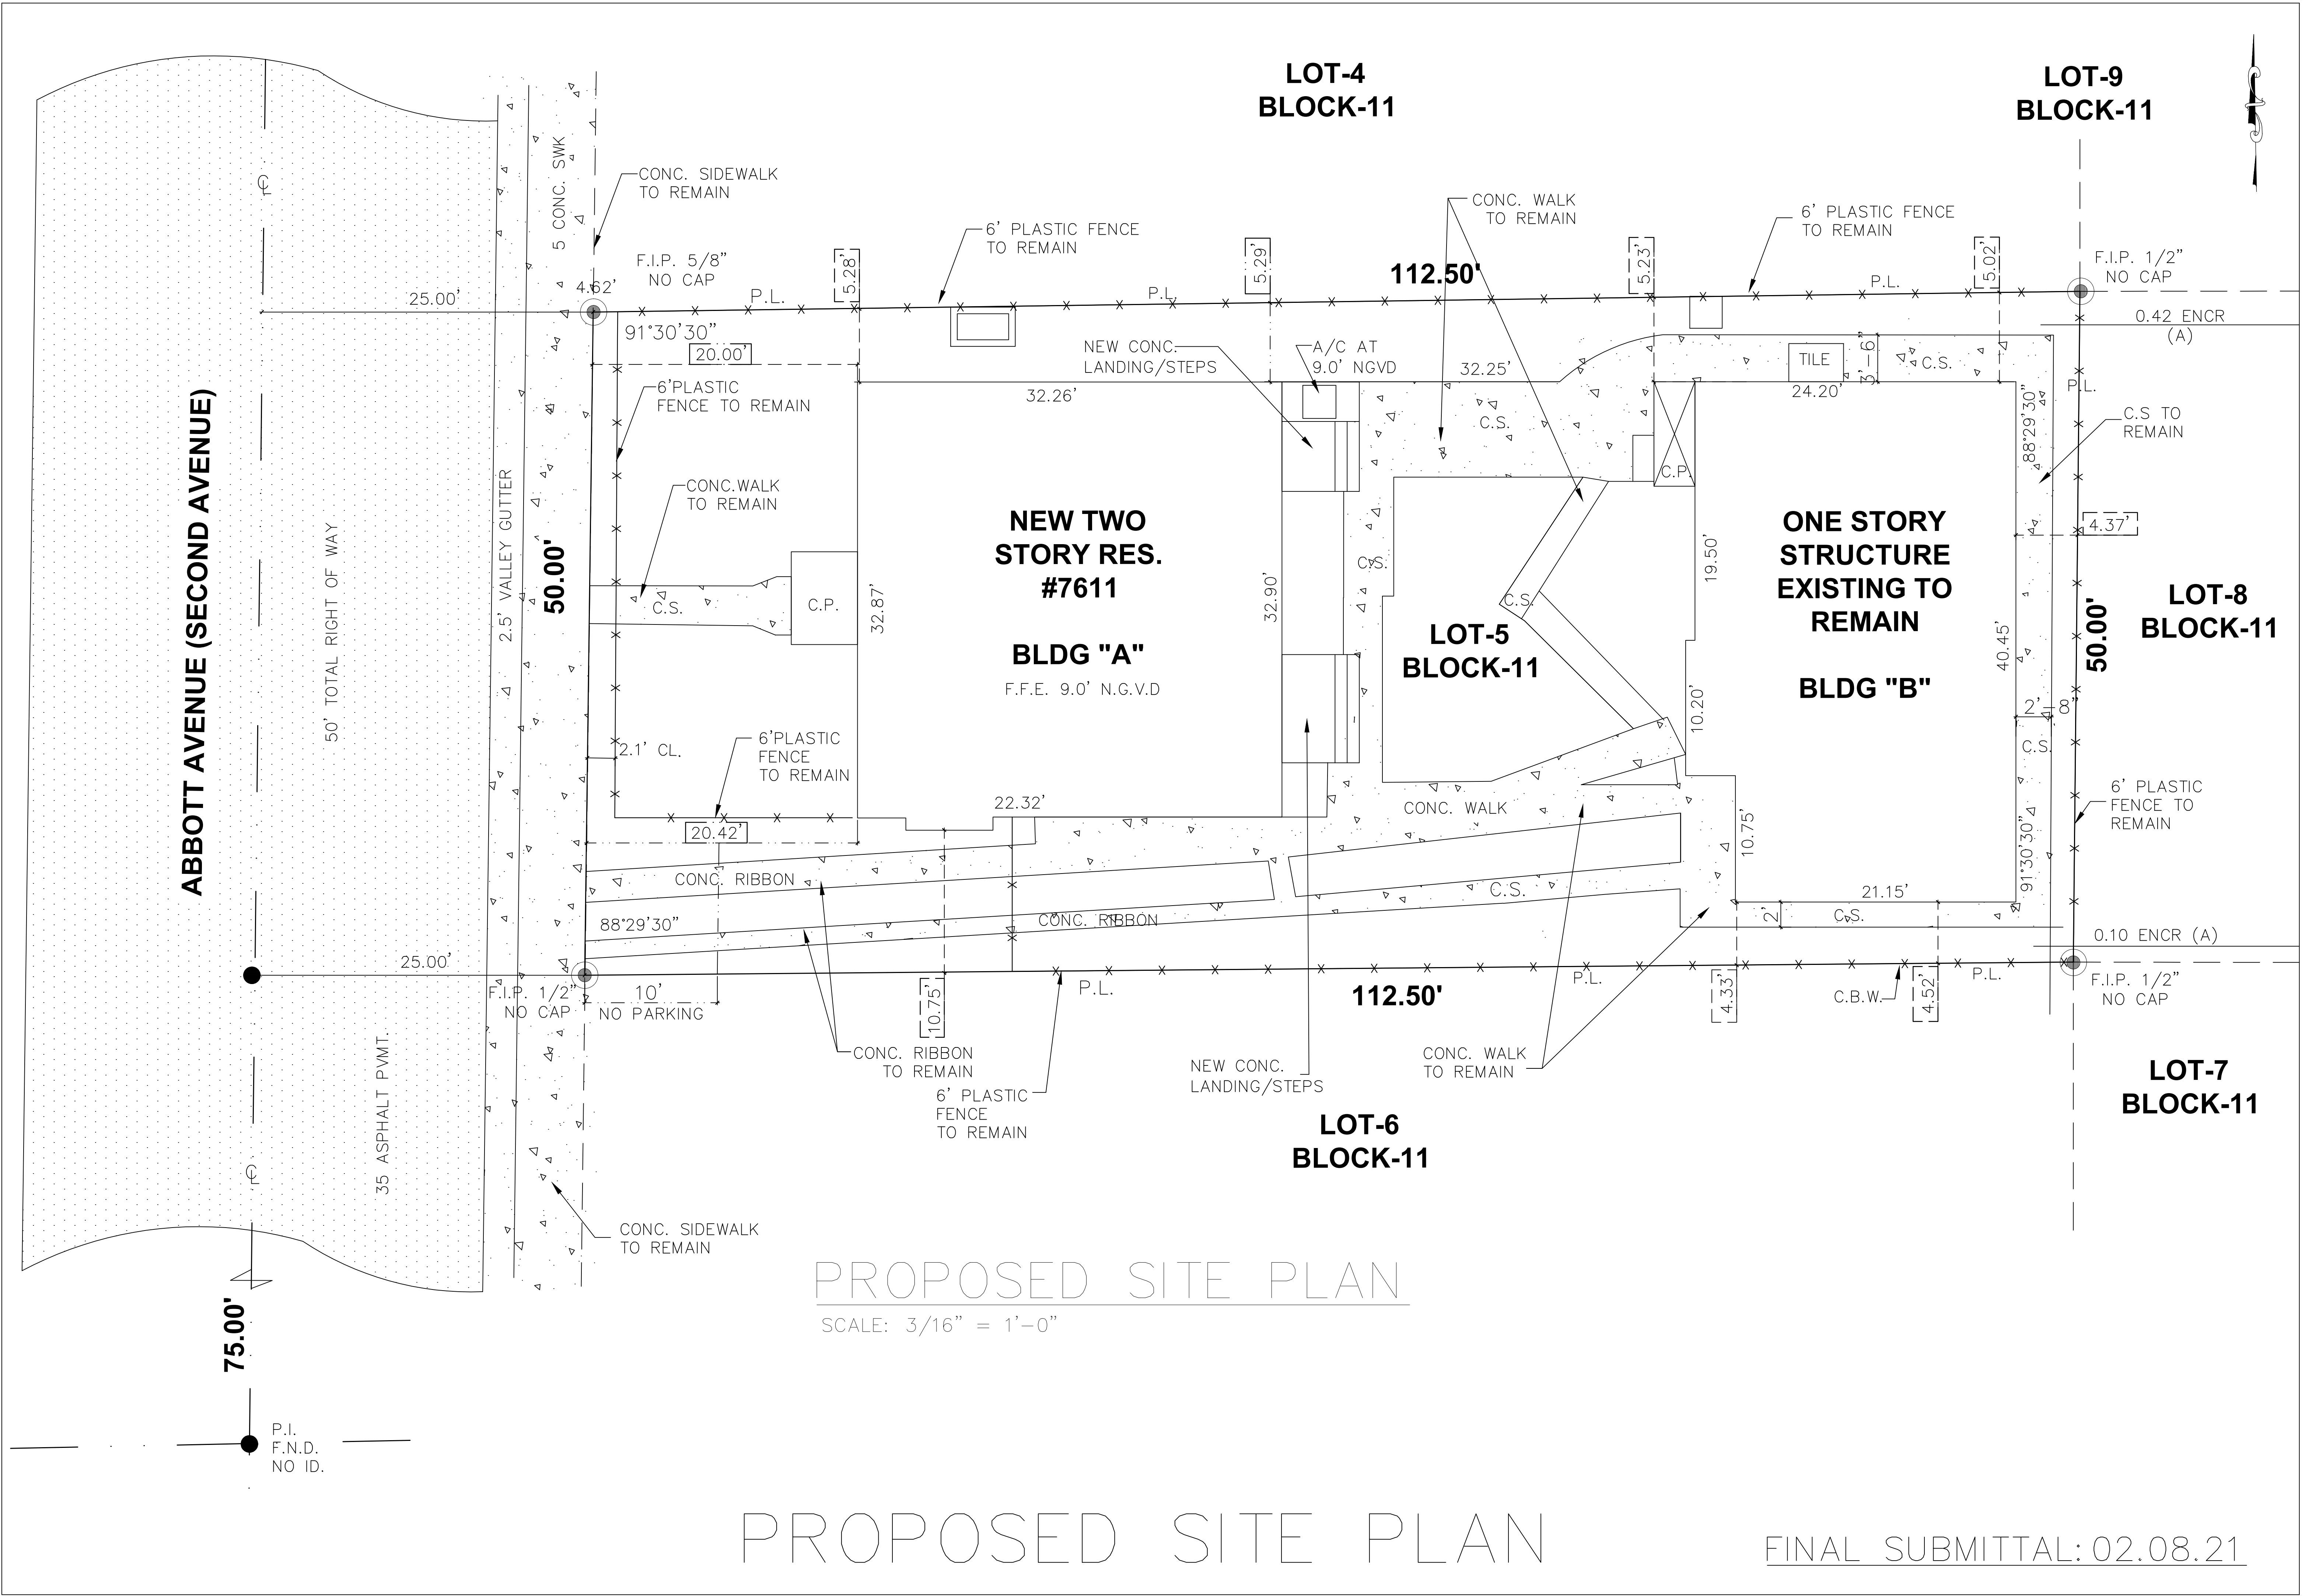 LOT-4
BLOCK-11
LOT-9
BLOCK-11
5 CONC. SWK
CONC. SIDEWALK
TO REMAIN
CONC. WALK
TO REMAIN
6' PLASTIC FENCE
TO REMAIN
6' PLASTIC FENCE
TO REMAIN
F.I.P. 5/8"
NO CAP
5.28'
5.29'
112.50'
5.23'
5.02'
F.I.P. 1/2"
NO CAP
25.00'
4.62'
P.L.
P.L.
P.L.
0.42 ENCR
(A)
91°30'30"
20.00'
NEW CONC.
LANDING/STEPS
A/C AT
9.0' NGVD
32.25'
TILE
3'-6"
C.S.
6'PLASTIC
FENCE TO REMAIN
32.26'
24.20'
P.L.
88°29'30"
C.S TO
REMAIN
C.S.
ABBOTT AVENUE (SECOND AVENUE)
50' TOTAL RIGHT OF WAY
2.5' VALLEY GUTTER
50.00'
CONC.WALK
TO REMAIN
C.P.
NEW TWO
STORY RES.
#7611
BLDG "A"
F.F.E. 9.0' N.G.V.D
ONE STORY
STRUCTURE
EXISTING TO
REMAIN
BLDG "B"
4.37'
19.50'
C.S.
C.P.
32.87'
32.90'
C.S.
C.S.
LOT-5
BLOCK-11
40.45'
50.00'
LOT-8
BLOCK-11
10.20'
2'-8"
C.S.
2.1' CL.
6'PLASTIC
FENCE
TO REMAIN
6' PLASTIC
FENCE TO
REMAIN
22.32'
20.42'
CONC. WALK
10.75'
91°30'30"
CONC. RIBBON
C.S.
21.15'
88°29'30"
CONC. RIBBON
2'
C.S.
0.10 ENCR (A)
25.00'
F.I.P. 1/2"
NO CAP
10'
NO PARKING
10.75'
P.L.
112.50'
P.L.
4.33'
C.B.W.
4.52'
P.L.
F.I.P. 1/2"
NO CAP
35 ASPHALT PVMT.
CONC. RIBBON
TO REMAIN
6' PLASTIC
FENCE
TO REMAIN
NEW CONC.
LANDING/STEPS
CONC. WALK
TO REMAIN
LOT-7
BLOCK-11
LOT-6
BLOCK-11
CONC. SIDEWALK
TO REMAIN
PROPOSED SITE PLAN
SCALE: 3/16" = 1'-0"
75.00'
P.I.
F.N.D.
NO ID.
PROPOSED SITE PLAN
FINAL SUBMITTAL: 02.08.21